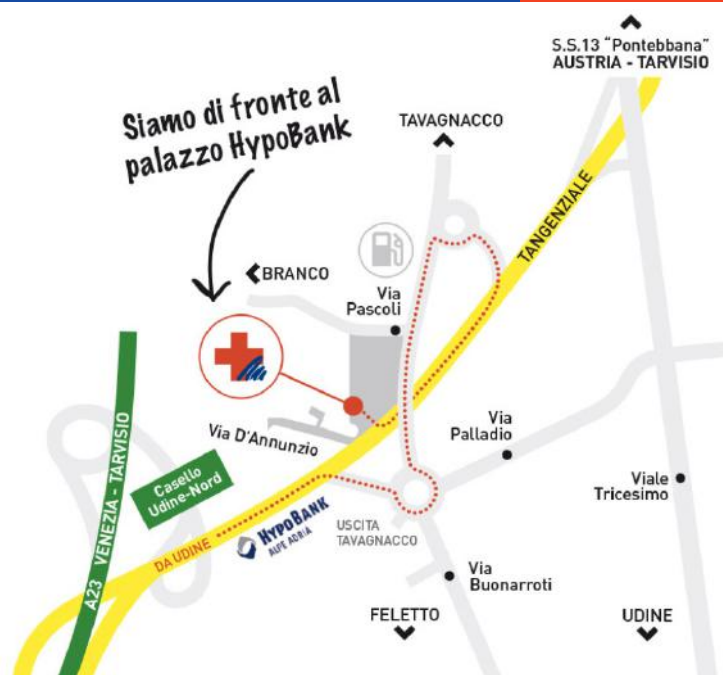 S.S.13 “Pontebbana”
AUSTRIA - TARVISIO
Siamo di fronte al
palazzo HypoBank
TAVAGNACCO
TANGENZIALE
BRANCO
Via
Pascoli
Via D'Annunzio
Via
Palladio
Viale
Tricesimo
A23 VENEZIA - TARVISIO
Casello
Udine-Nord
DA UDINE
HYPOBANK
ALPE ADRIA
USCITA
TAVAGNACCO
Via
Buonarroti
FELETTO
UDINE